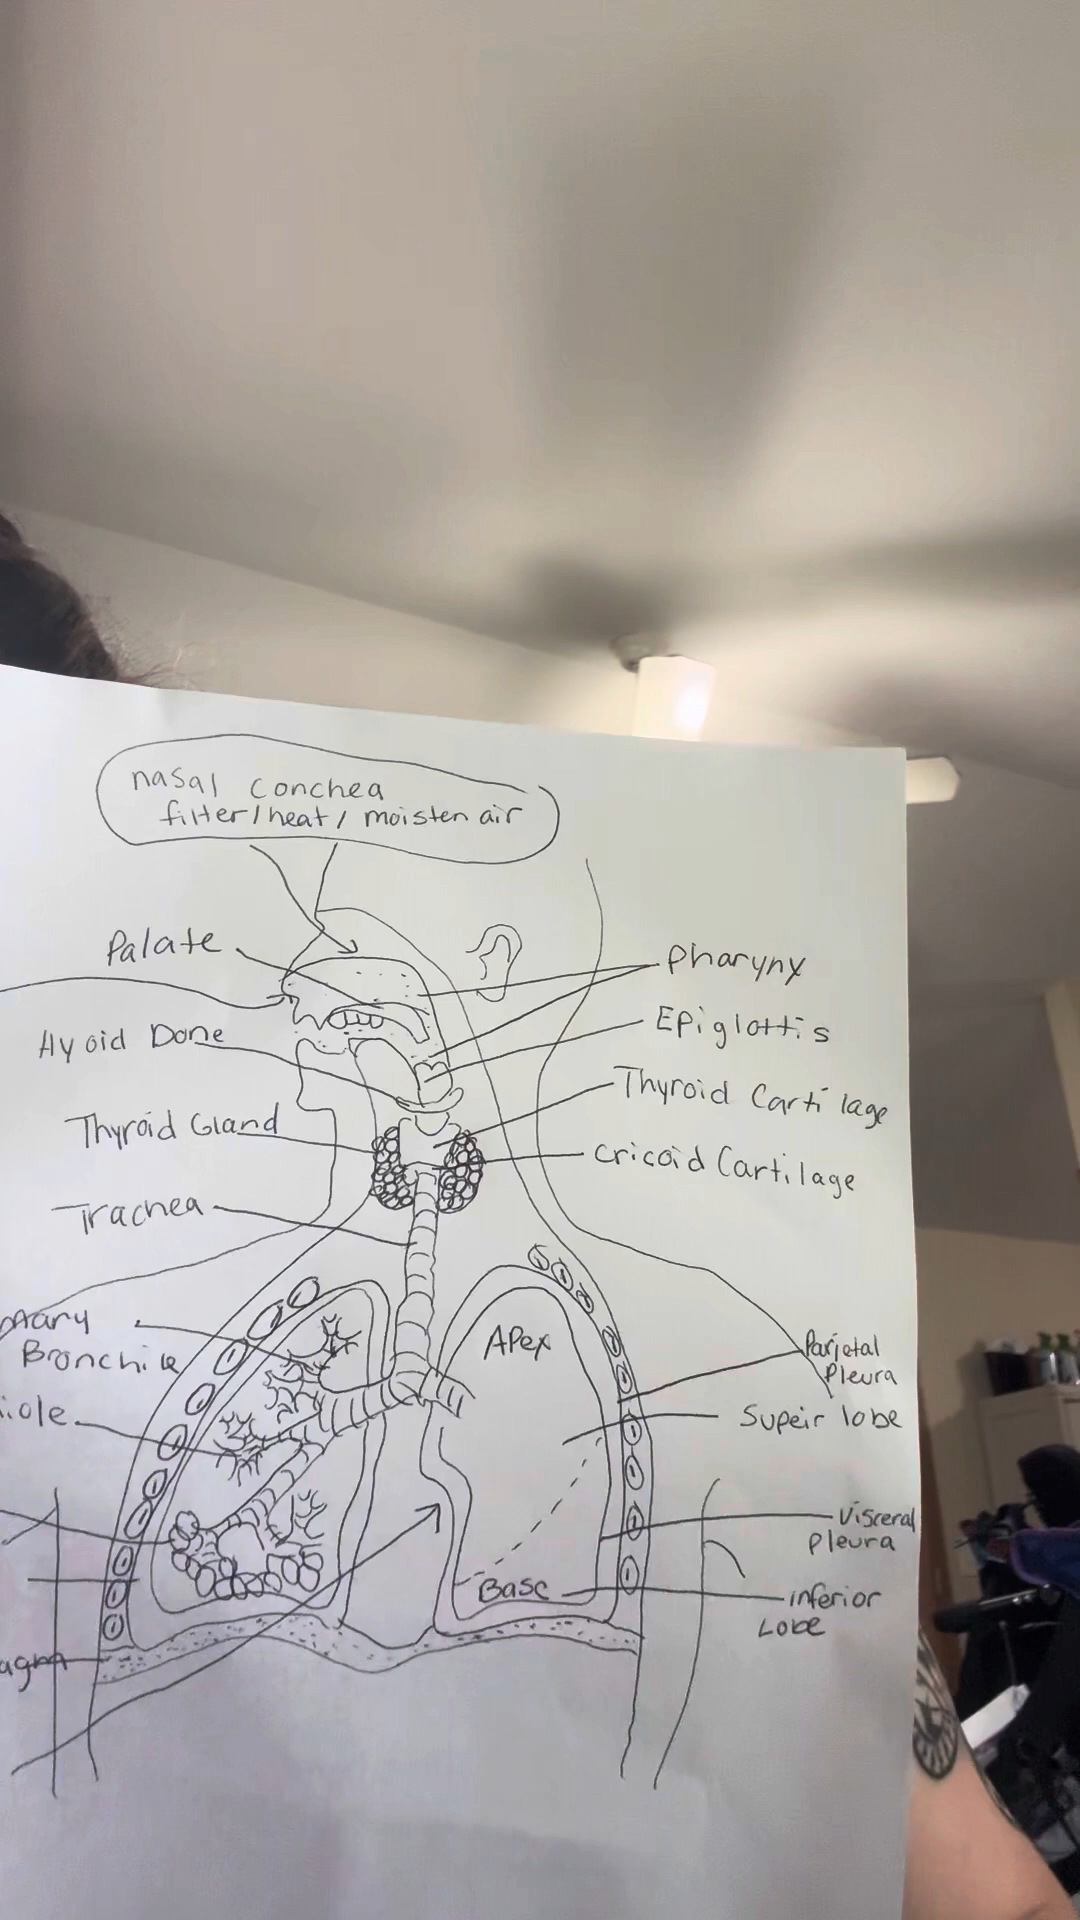 nasal conchea
filter/heat/moisten air
Palate
Pharynx
Epiglottis
Hyoid Done
Thyroid Cartilage
Thyroid Gland
cricoid Cartilage
Trachea
Apex
Bronchile
Parietal
Pleura
Supeir lobe
Visceral
Pleura
Base
inferior
Lobe